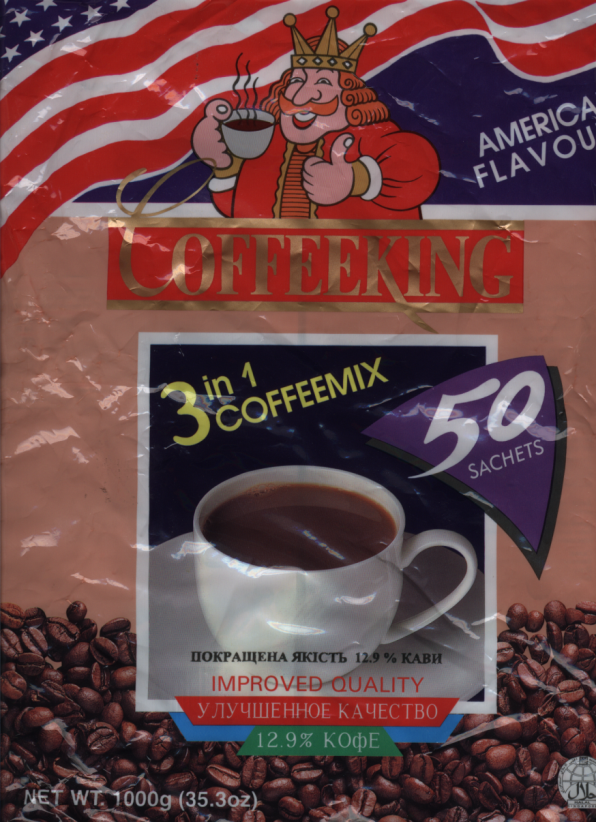 AMERICA
FLAVOU
COFFEEKING
3 in 1
COFFEEMIX
50
SACHETS
ПОКРАЩЕНА ЯКІСТЬ 12.9 % КАВИ
IMPROVED QUALITY
УЛУЧШЕННОЕ КАЧЕСТВО
12.9% КОфЕ
NET WT. 1000g (35.3oz)